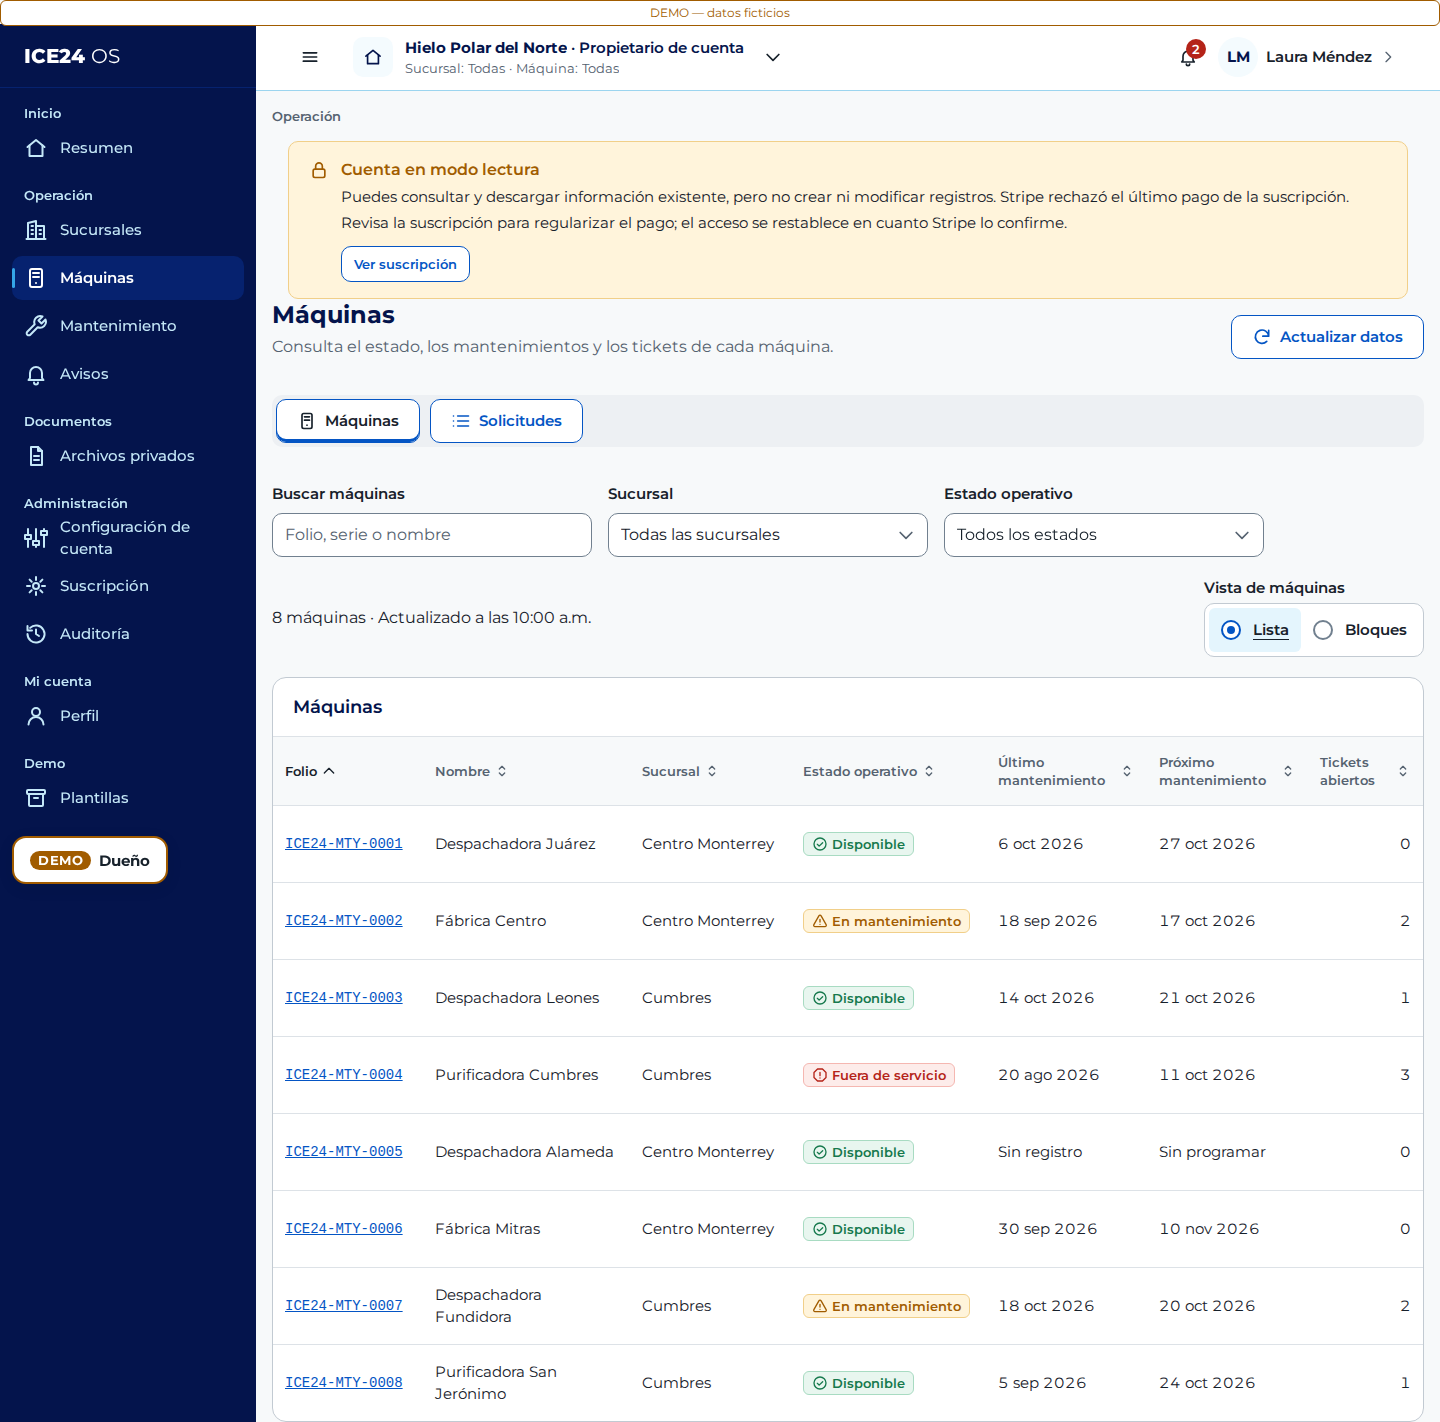 DEMO — datos ficticios
ICE24 OS
Inicio
Resumen
Operación
Sucursales
Máquinas
Mantenimiento
Avisos
Documentos
Archivos privados
Administración
Configuración de
cuenta
Suscripción
Auditoría
Mi cuenta
Perfil
Demo
Plantillas
DEMO Dueño
Hielo Polar del Norte · Propietario de cuenta
Sucursal: Todas · Máquina: Todas
2
LM Laura Méndez
Operación
Cuenta en modo lectura
Puedes consultar y descargar información existente, pero no crear ni modificar registros. Stripe rechazó el último pago de la suscripción.
Revisa la suscripción para regularizar el pago; el acceso se restablece en cuanto Stripe lo confirme.
Ver suscripción
Máquinas
Consulta el estado, los mantenimientos y los tickets de cada máquina.
Actualizar datos
Máquinas Solicitudes
Buscar máquinas Sucursal Estado operativo
Folio, serie o nombre Todas las sucursales Todos los estados
Vista de máquinas
8 máquinas · Actualizado a las 10:00 a.m.
Lista Bloques
Máquinas
Folio Nombre Sucursal Estado operativo Último mantenimiento Próximo mantenimiento Tickets abiertos
ICE24-MTY-0001 Despachadora Juárez Centro Monterrey Disponible 6 oct 2026 27 oct 2026 0
ICE24-MTY-0002 Fábrica Centro Centro Monterrey En mantenimiento 18 sep 2026 17 oct 2026 2
ICE24-MTY-0003 Despachadora Leones Cumbres Disponible 14 oct 2026 21 oct 2026 1
ICE24-MTY-0004 Purificadora Cumbres Cumbres Fuera de servicio 20 ago 2026 11 oct 2026 3
ICE24-MTY-0005 Despachadora Alameda Centro Monterrey Disponible Sin registro Sin programar 0
ICE24-MTY-0006 Fábrica Mitras Centro Monterrey Disponible 30 sep 2026 10 nov 2026 0
ICE24-MTY-0007 Despachadora Fundidora Cumbres En mantenimiento 18 oct 2026 20 oct 2026 2
ICE24-MTY-0008 Purificadora San Jerónimo Cumbres Disponible 5 sep 2026 24 oct 2026 1